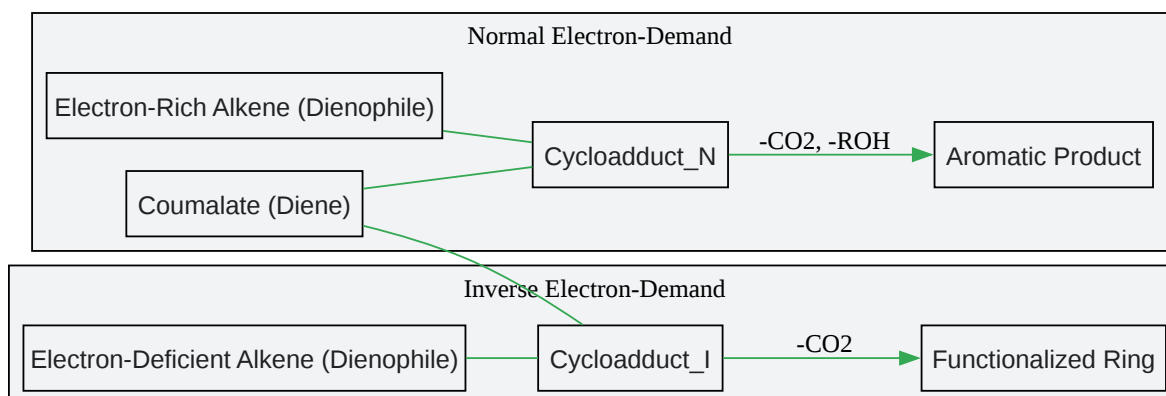 Normal Electron-Demand
Electron-Rich Alkene (Dienophile)
Coumalate (Diene)
Cycloadduct_N
-CO2, -ROH
Aromatic Product
Inverse Electron-Demand
Electron-Deficient Alkene (Dienophile)
Cycloadduct_I
-CO2
Functionalized Ring